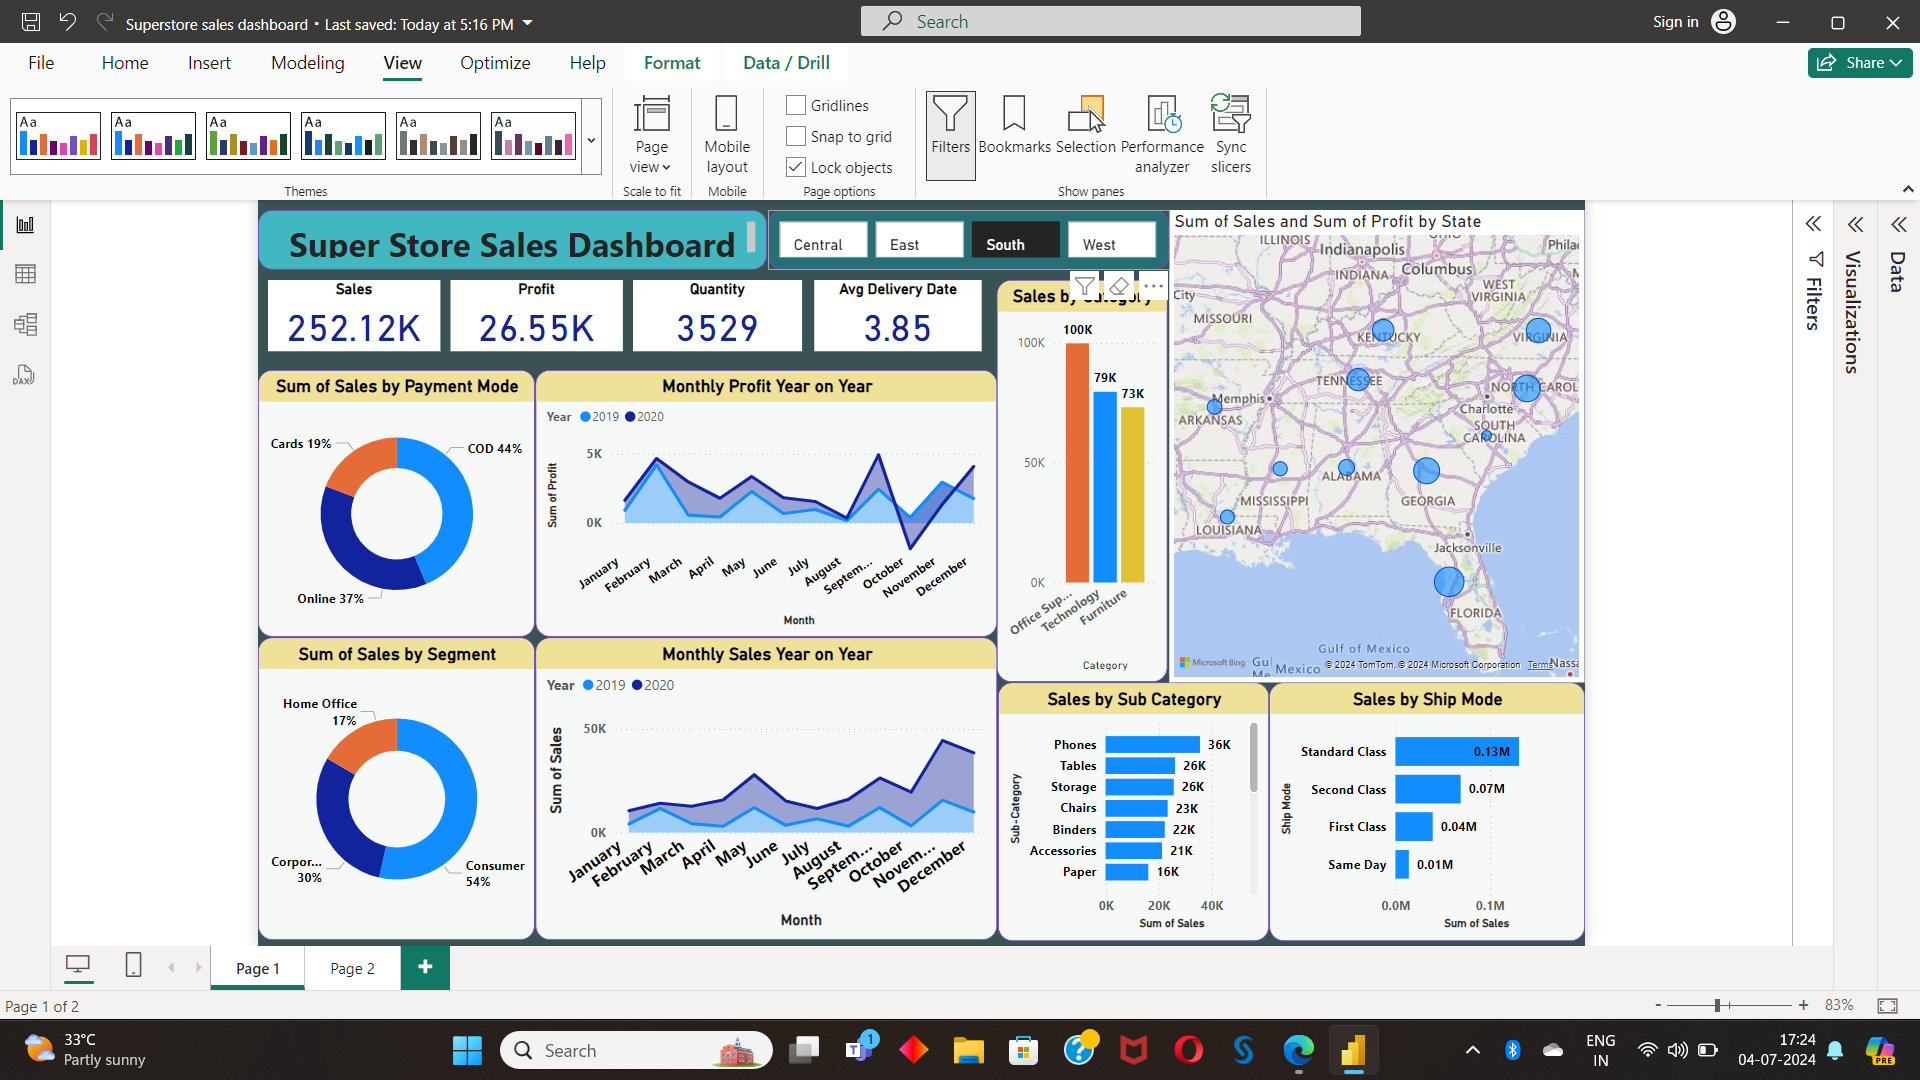 Superstore sales dashboard • Last saved: Today at 5:16 PM
Search
Sign in
File Home Insert Modeling View Optimize Help Format Data / Drill
Share
Aa Aa Aa Aa Aa Aa
Themes
Page view
Scale to fit
Mobile layout
Mobile
Gridlines
Snap to grid
Lock objects
Page options
Filters
Bookmarks
Selection
Performance analyzer
Sync slicers
Show panes
DAX
Super Store Sales Dashboard
Central East South West
Sales
252.12K
Profit
26.55K
Quantity
3529
Avg Delivery Date
3.85
Sum of Sales by Payment Mode
Cards 19%
COD 44%
Online 37%
Monthly Profit Year on Year
Year 2019 2020
Sum of Profit
5K
0K
January February March April May June July August Septem... October November December
Month
Sales by Category
100K
79K
73K
100K
50K
0K
Office Sup... Technology Furniture
Category
Sum of Sales and Sum of Profit by State
ILLINOIS
Indianapolis
INDIANA
Columbus
Phila
City
MISSOURI
WEST VIRGINIA
KENTUCKY
VIRGINIA
TENNESSEE
NORTH CAROL
Memphis
Charlotte
ARKANSAS
SOUTH CAROLINA
ALABAMA
MISSISSIPPI
GEORGIA
LOUISIANA
Jacksonville
FLORIDA
Gulf of Mexico
Microsoft Bing
Gul
Mexico
© 2024 TomTom, © 2024 Microsoft Corporation Terms
Nassa
Sum of Sales by Segment
Home Office
17%
Corpor...
30%
Consumer
54%
Monthly Sales Year on Year
Year 2019 2020
Sum of Sales
50K
0K
January February March April May June July August Septem... October Novem... December
Month
Sales by Sub Category
Sub-Category
Phones 36K
Tables 26K
Storage 26K
Chairs 23K
Binders 22K
Accessories 21K
Paper 16K
0K 20K 40K
Sum of Sales
Sales by Ship Mode
Ship Mode
Standard Class 0.13M
Second Class 0.07M
First Class 0.04M
Same Day 0.01M
0.0M 0.1M
Sum of Sales
Filters
Visualizations
Data
Page 1
Page 2
+
Page 1 of 2
- + 83%
33°C
Partly sunny
Search
1
ENG
IN
17:24
04-07-2024
PRE